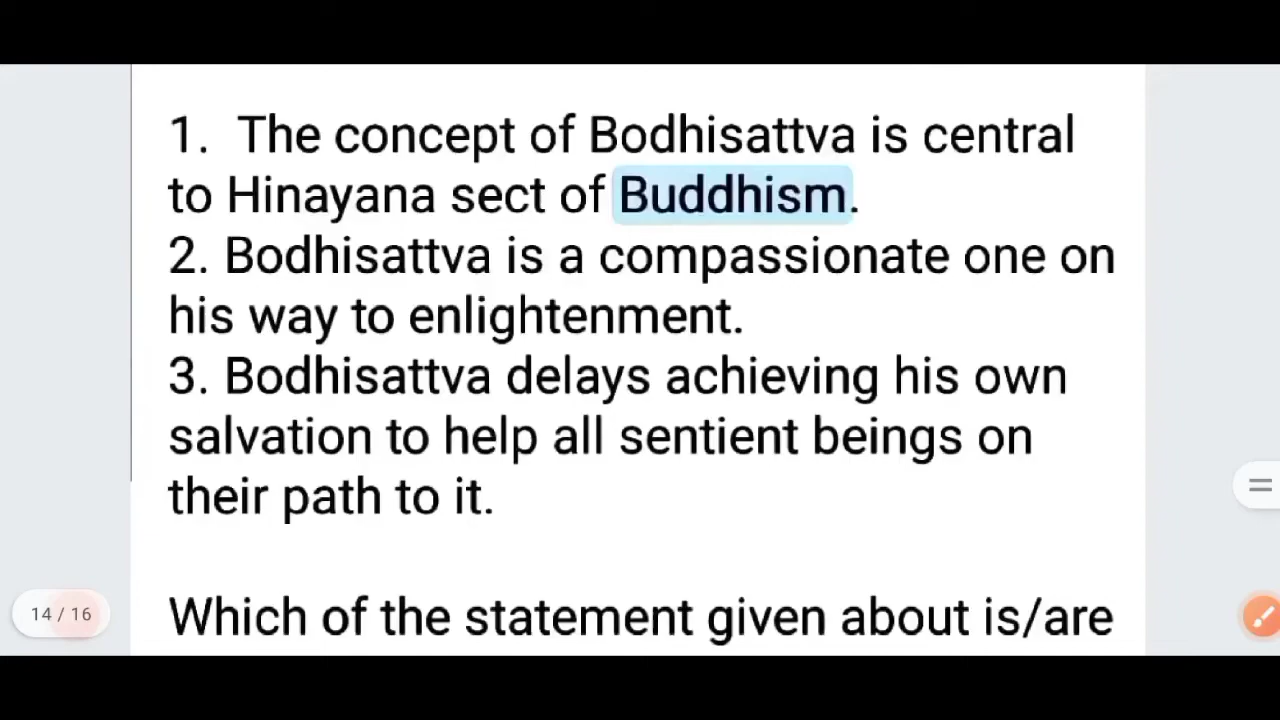 1. The concept of Bodhisattva is central
to Hinayana sect of Buddhism.
2. Bodhisattva is a compassionate one on
his way to enlightenment.
3. Bodhisattva delays achieving his own
salvation to help all sentient beings on
their path to it.
14 / 16
Which of the statement given about is/are